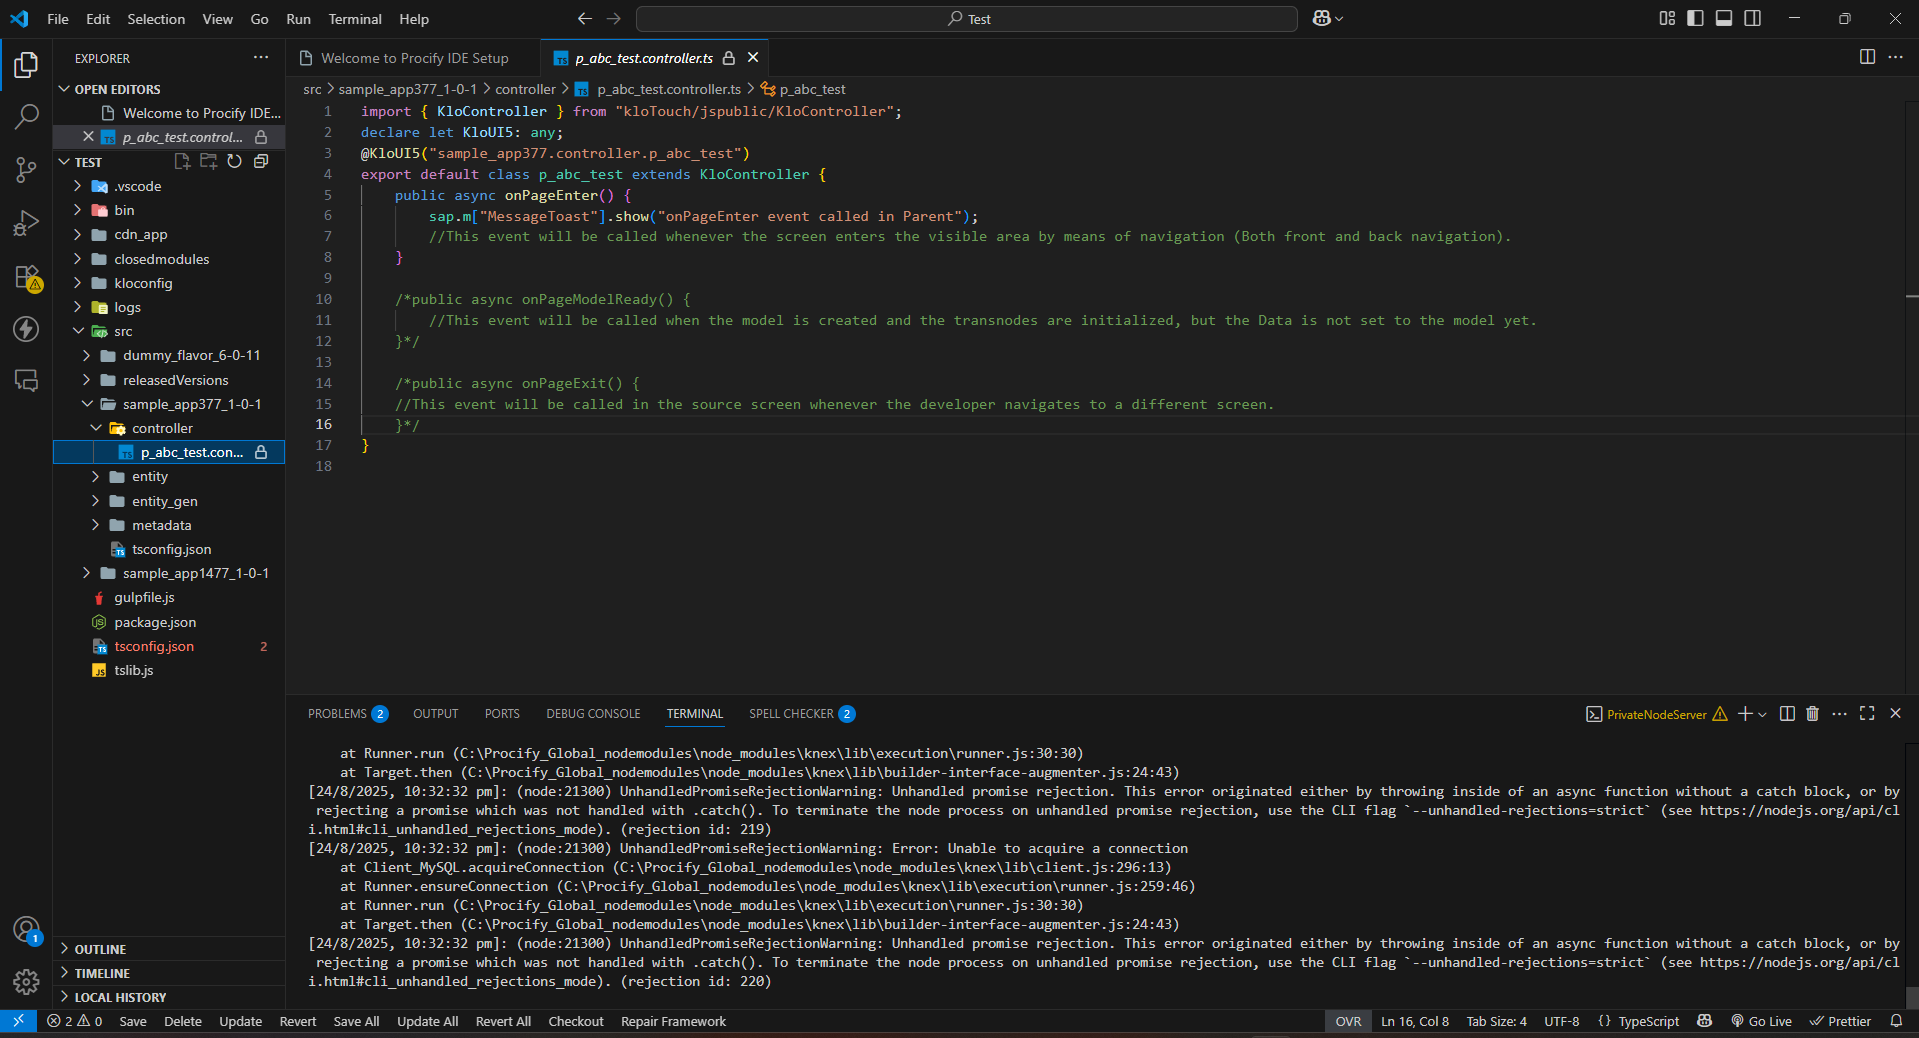 File Edit Selection View Go Run Terminal Help
Test
EXPLORER
OPEN EDITORS
Welcome to Procify IDE...
p_abc_test.control...
TEST
.vscode
bin
cdn_app
closedmodules
kloconfig
logs
src
dummy_flavor_6-0-11
releasedVersions
sample_app377_1-0-1
controller
p_abc_test.con...
entity
entity_gen
metadata
tsconfig.json
sample_app1477_1-0-1
gulpfile.js
package.json
tsconfig.json 2
tslib.js
OUTLINE
TIMELINE
LOCAL HISTORY
Welcome to Procify IDE Setup
p_abc_test.controller.ts
src > sample_app377_1-0-1 > controller > p_abc_test.controller.ts > p_abc_test
1 import { KloController } from "kloTouch/jspublic/KloController";
2 declare let KloUI5: any;
3 @KloUI5("sample_app377.controller.p_abc_test")
4 export default class p_abc_test extends KloController {
5 public async onPageEnter() {
6 sap.m["MessageToast"].show("onPageEnter event called in Parent");
7 //This event will be called whenever the screen enters the visible area by means of navigation (Both front and back navigation).
8 }
9
10 /*public async onPageModelReady() {
11 //This event will be called when the model is created and the transnodes are initialized, but the Data is not set to the model yet.
12 }*/
13
14 /*public async onPageExit() {
15 //This event will be called in the source screen whenever the developer navigates to a different screen.
16 }*/
17 }
18
PROBLEMS 2 OUTPUT PORTS DEBUG CONSOLE TERMINAL SPELL CHECKER 2
PrivateNodeServer
at Runner.run (C:\Procify_Global_nodemodules\node_modules\knex\lib\execution\runner.js:30:30)
at Target.then (C:\Procify_Global_nodemodules\node_modules\knex\lib\builder-interface-augmenter.js:24:43)
[24/8/2025, 10:32:32 pm]: (node:21300) UnhandledPromiseRejectionWarning: Unhandled promise rejection. This error originated either by throwing inside of an async function without a catch block, or by
rejecting a promise which was not handled with .catch(). To terminate the node process on unhandled promise rejection, use the CLI flag `--unhandled-rejections=strict` (see https://nodejs.org/api/cl
i.html#cli_unhandled_rejections_mode). (rejection id: 219)
[24/8/2025, 10:32:32 pm]: (node:21300) UnhandledPromiseRejectionWarning: Error: Unable to acquire a connection
at Client_MySQL.acquireConnection (C:\Procify_Global_nodemodules\node_modules\knex\lib\client.js:296:13)
at Runner.ensureConnection (C:\Procify_Global_nodemodules\node_modules\knex\lib\execution\runner.js:259:46)
at Runner.run (C:\Procify_Global_nodemodules\node_modules\knex\lib\execution\runner.js:30:30)
at Target.then (C:\Procify_Global_nodemodules\node_modules\knex\lib\builder-interface-augmenter.js:24:43)
[24/8/2025, 10:32:32 pm]: (node:21300) UnhandledPromiseRejectionWarning: Unhandled promise rejection. This error originated either by throwing inside of an async function without a catch block, or by
rejecting a promise which was not handled with .catch(). To terminate the node process on unhandled promise rejection, use the CLI flag `--unhandled-rejections=strict` (see https://nodejs.org/api/cl
i.html#cli_unhandled_rejections_mode). (rejection id: 220)
1
2 0 Save Delete Update Revert Save All Update All Revert All Checkout Repair Framework OVR Ln 16, Col 8 Tab Size: 4 UTF-8 {} TypeScript Go Live Prettier